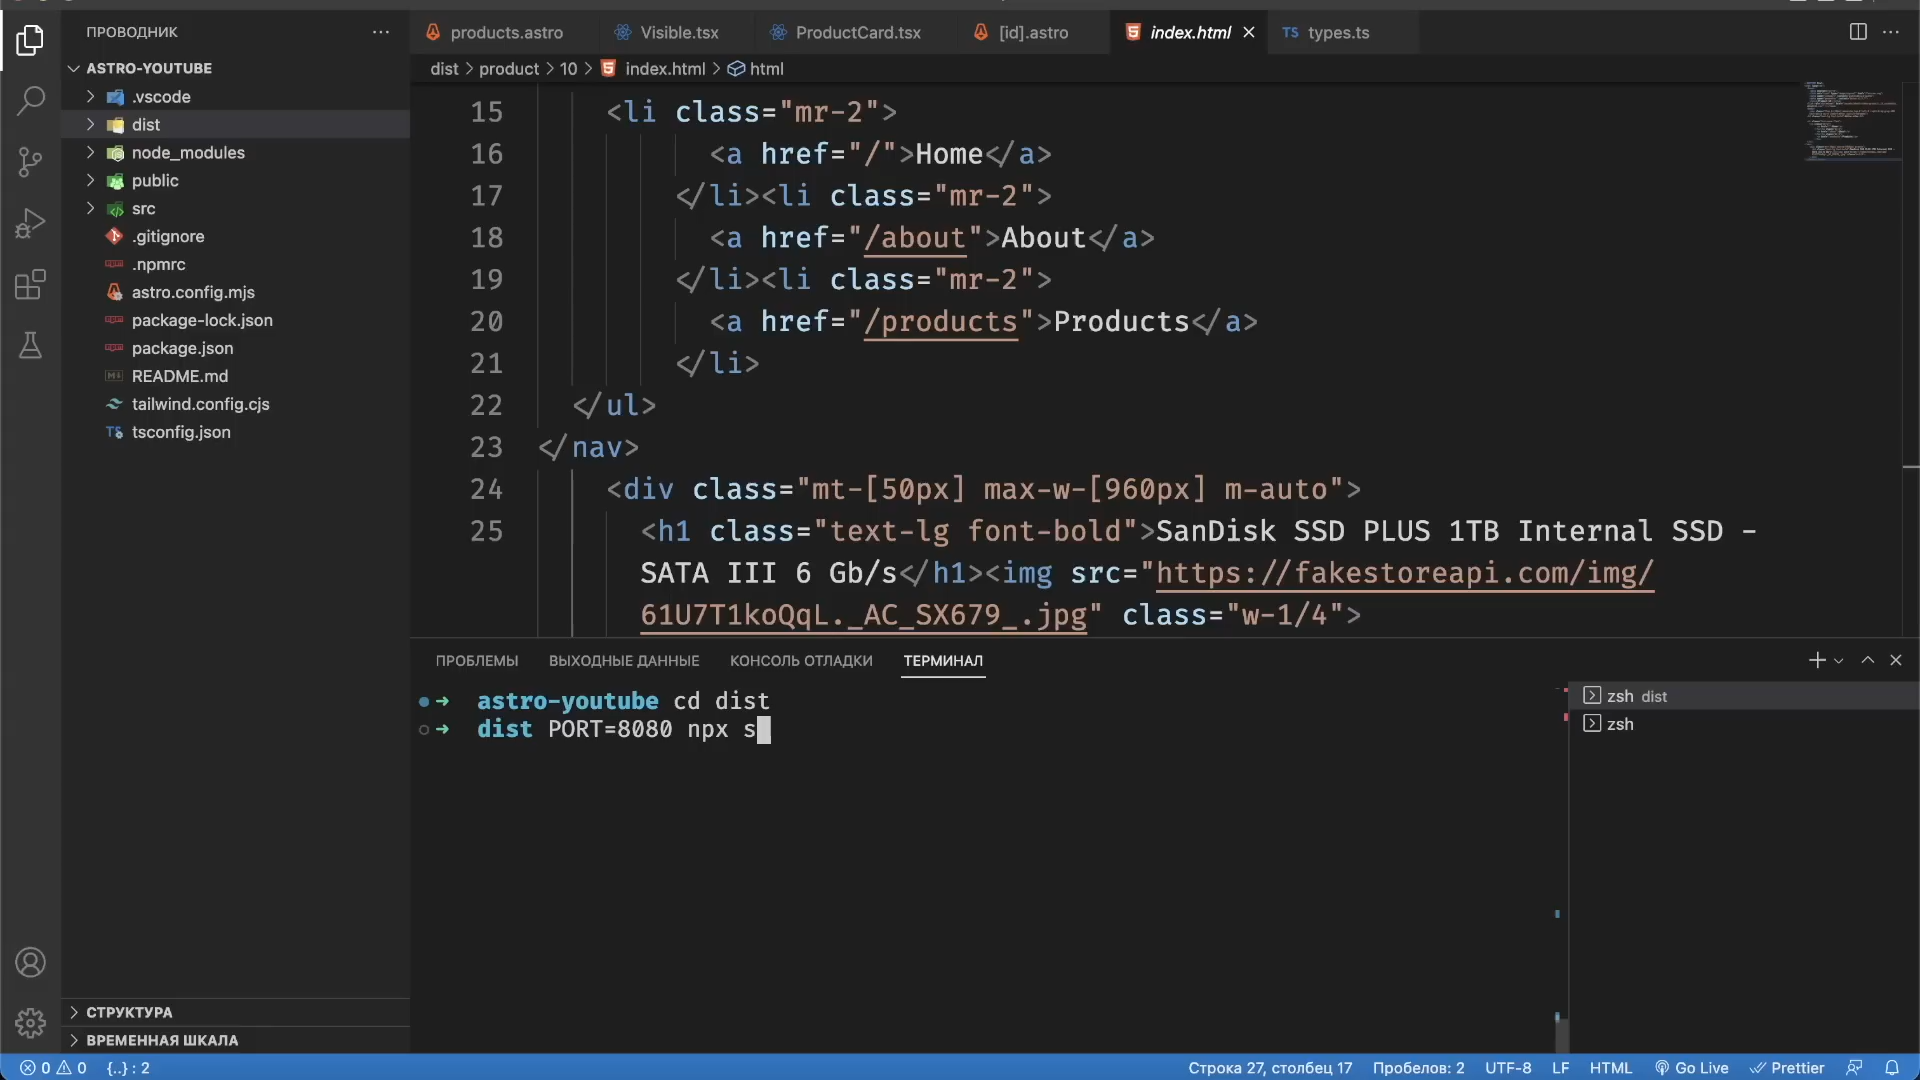 ПРОВОДНИК
ASTRO-YOUTUBE
.vscode
dist
node_modules
public
src
.gitignore
.npmrc
astro.config.mjs
package-lock.json
package.json
README.md
tailwind.config.cjs
tsconfig.json
СТРУКТУРА
ВРЕМЕННАЯ ШКАЛА
products.astro
Visible.tsx
ProductCard.tsx
[id].astro
index.html
TS types.ts
dist > product > 10 > index.html > html
15 <li class="mr-2">
16 <a href="/">Home</a>
17 </li><li class="mr-2">
18 <a href="/about">About</a>
19 </li><li class="mr-2">
20 <a href="/products">Products</a>
21 </li>
22 </ul>
23 </nav>
24 <div class="mt-[50px] max-w-[960px] m-auto">
25 <h1 class="text-lg font-bold">SanDisk SSD PLUS 1TB Internal SSD –
SATA III 6 Gb/s</h1><img src="https://fakestoreapi.com/img/
61U7T1koQqL._AC_SX679_.jpg" class="w-1/4">
ПРОБЛЕМЫ ВЫХОДНЫЕ ДАННЫЕ КОНСОЛЬ ОТЛАДКИ ТЕРМИНАЛ
➜ astro-youtube cd dist
➜ dist PORT=8080 npx s
zsh dist
zsh
0 0 {..} : 2
Строка 27, столбец 17 Пробелов: 2 UTF-8 LF HTML Go Live Prettier